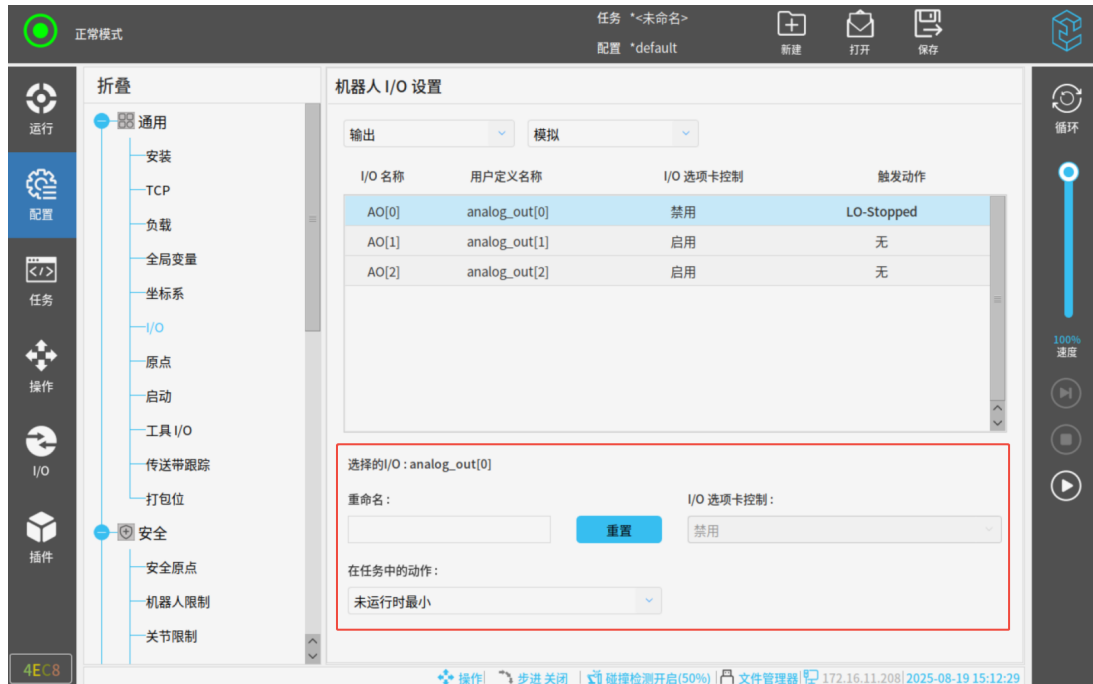 正常模式
任务 *<未命名>
配置 *default
新建
打开
保存
运行
配置
任务
操作
I/O
插件
4EC8
折叠
通用
安装
TCP
负载
全局变量
坐标系
I/O
原点
启动
工具 I/O
传送带跟踪
打包位
安全
安全原点
机器人限制
关节限制
机器人 I/O 设置
输出 模拟
I/O 名称 用户定义名称 I/O 选项卡控制 触发动作
AO[0] analog_out[0] 禁用 LO-Stopped
AO[1] analog_out[1] 启用 无
AO[2] analog_out[2] 启用 无
选择的I/O : analog_out[0]
重命名 : I/O 选项卡控制 :
重置 禁用
在任务中的动作 :
未运行时最小
循环
100%
速度
操作 步进 关闭 碰撞检测开启(50%) 文件管理器 172.16.11.208 2025-08-19 15:12:29